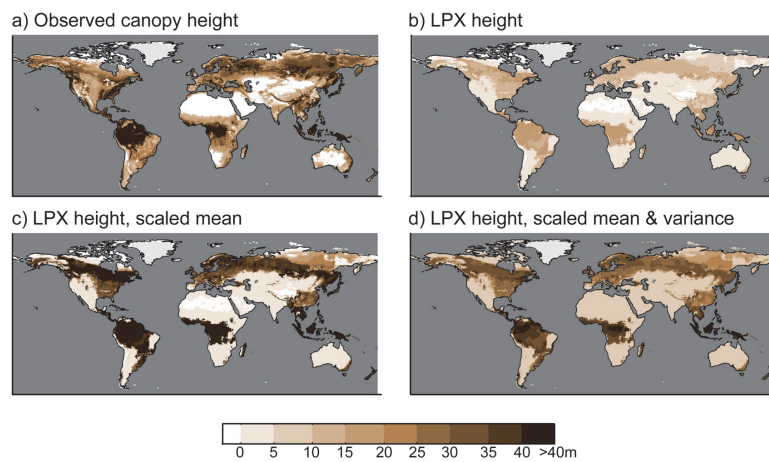 a) Observed canopy height
b) LPX height
c) LPX height, scaled mean
d) LPX height, scaled mean & variance
0 5 10 15 20 25 30 35 40 >40m